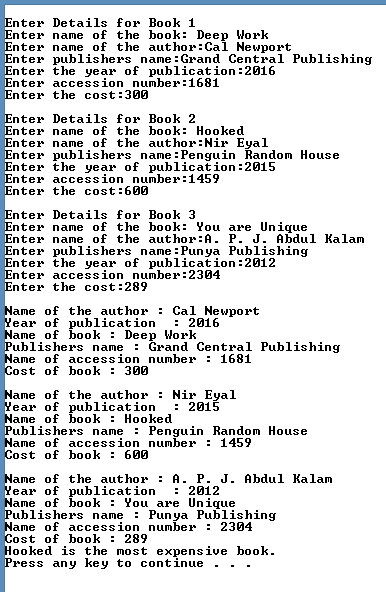 Enter Details for Book 1
Enter name of the book: Deep Work
Enter name of the author:Cal Newport
Enter publishers name:Grand Central Publishing
Enter the year of publication:2016
Enter accession number:1681
Enter the cost:300
Enter Details for Book 2
Enter name of the book: Hooked
Enter name of the author:Nir Eyal
Enter publishers name:Penguin Random House
Enter the year of publication:2015
Enter accession number:1459
Enter the cost:600
Enter Details for Book 3
Enter name of the book: You are Unique
Enter name of the author:A. P. J. Abdul Kalam
Enter publishers name:Punya Publishing
Enter the year of publication:2012
Enter accession number:2304
Enter the cost:289
Name of the author : Cal Newport
Year of publication  : 2016
Name of book : Deep Work
Publishers name : Grand Central Publishing
Name of accession number : 1681
Cost of book : 300
Name of the author : Nir Eyal
Year of publication  : 2015
Name of book : Hooked
Publishers name : Penguin Random House
Name of accession number : 1459
Cost of book : 600
Name of the author : A. P. J. Abdul Kalam
Year of publication  : 2012
Name of book : You are Unique
Publishers name : Punya Publishing
Name of accession number : 2304
Cost of book : 289
Hooked is the most expensive book.
Press any key to continue . . .